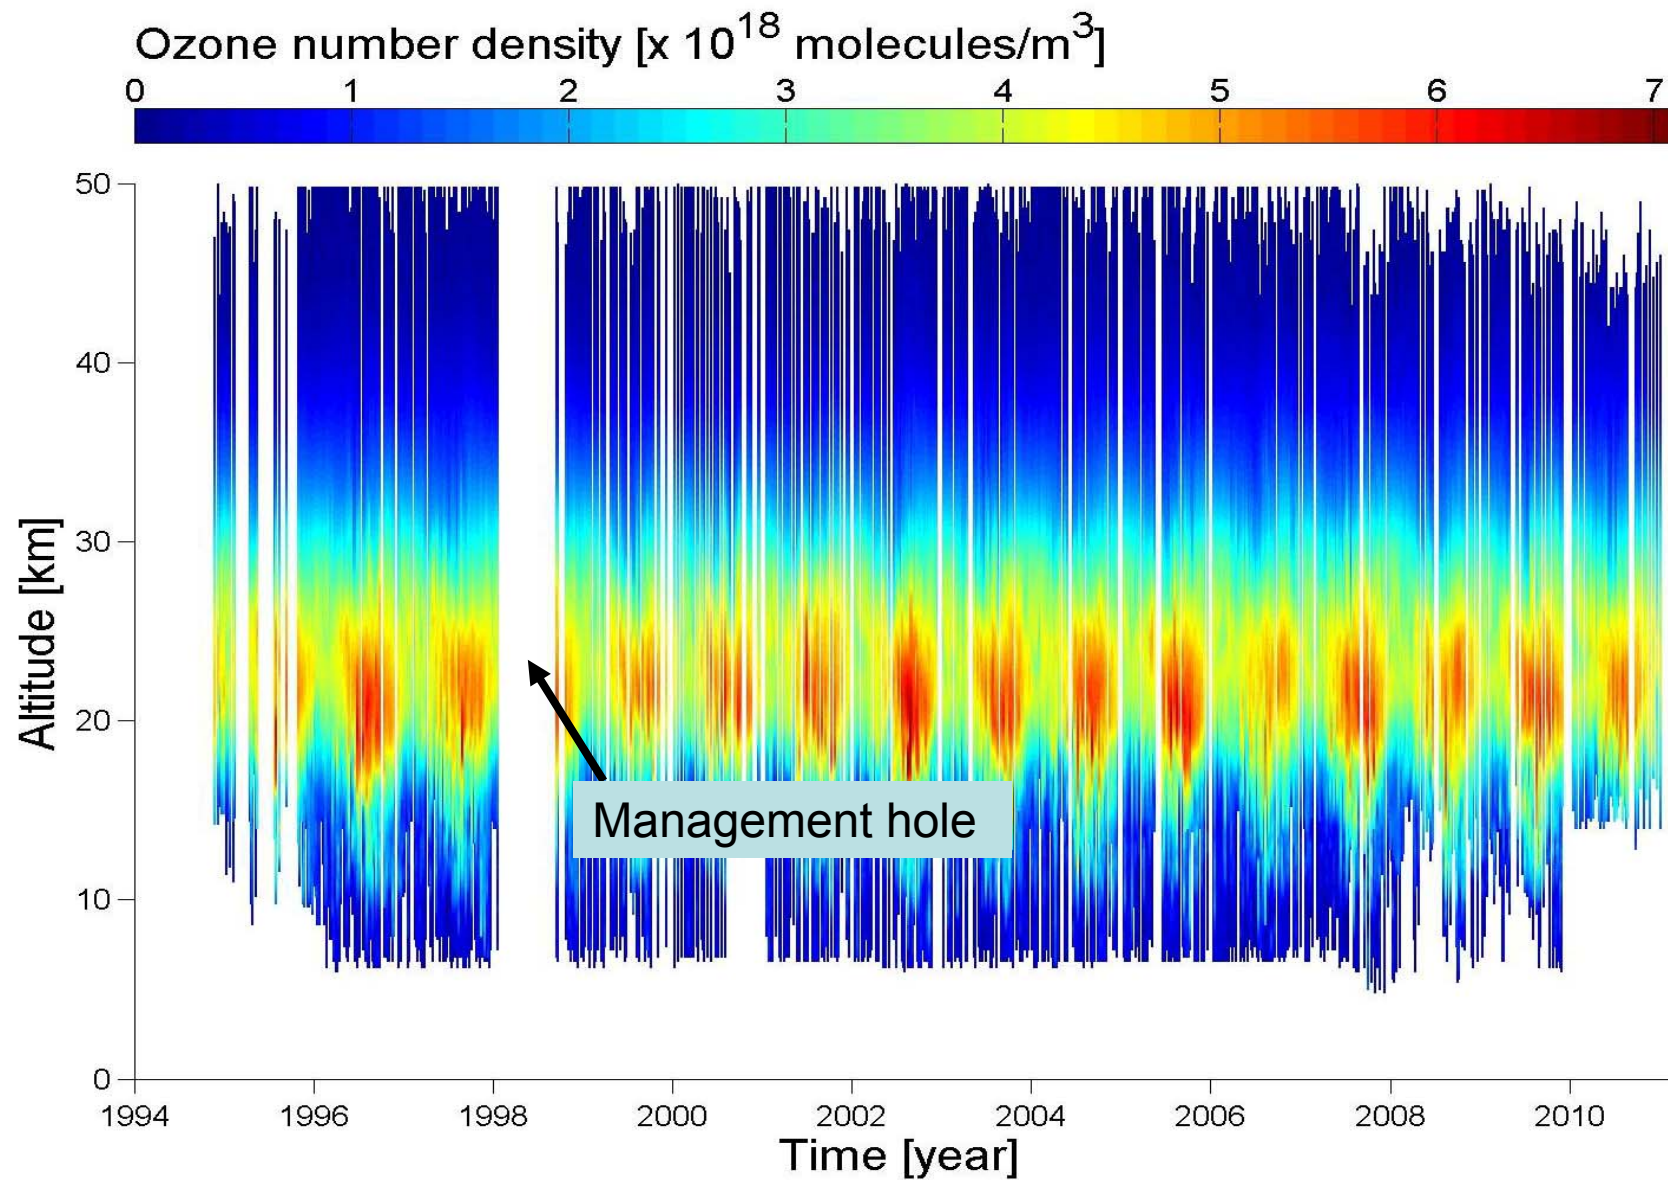 Ozone number density [x 10^18 molecules/m^3]
0 1 2 3 4 5 6 7
50
40
30
20
10
0
Altitude [km]
Management hole
1994 1996 1998 2000 2002 2004 2006 2008 2010
Time [year]